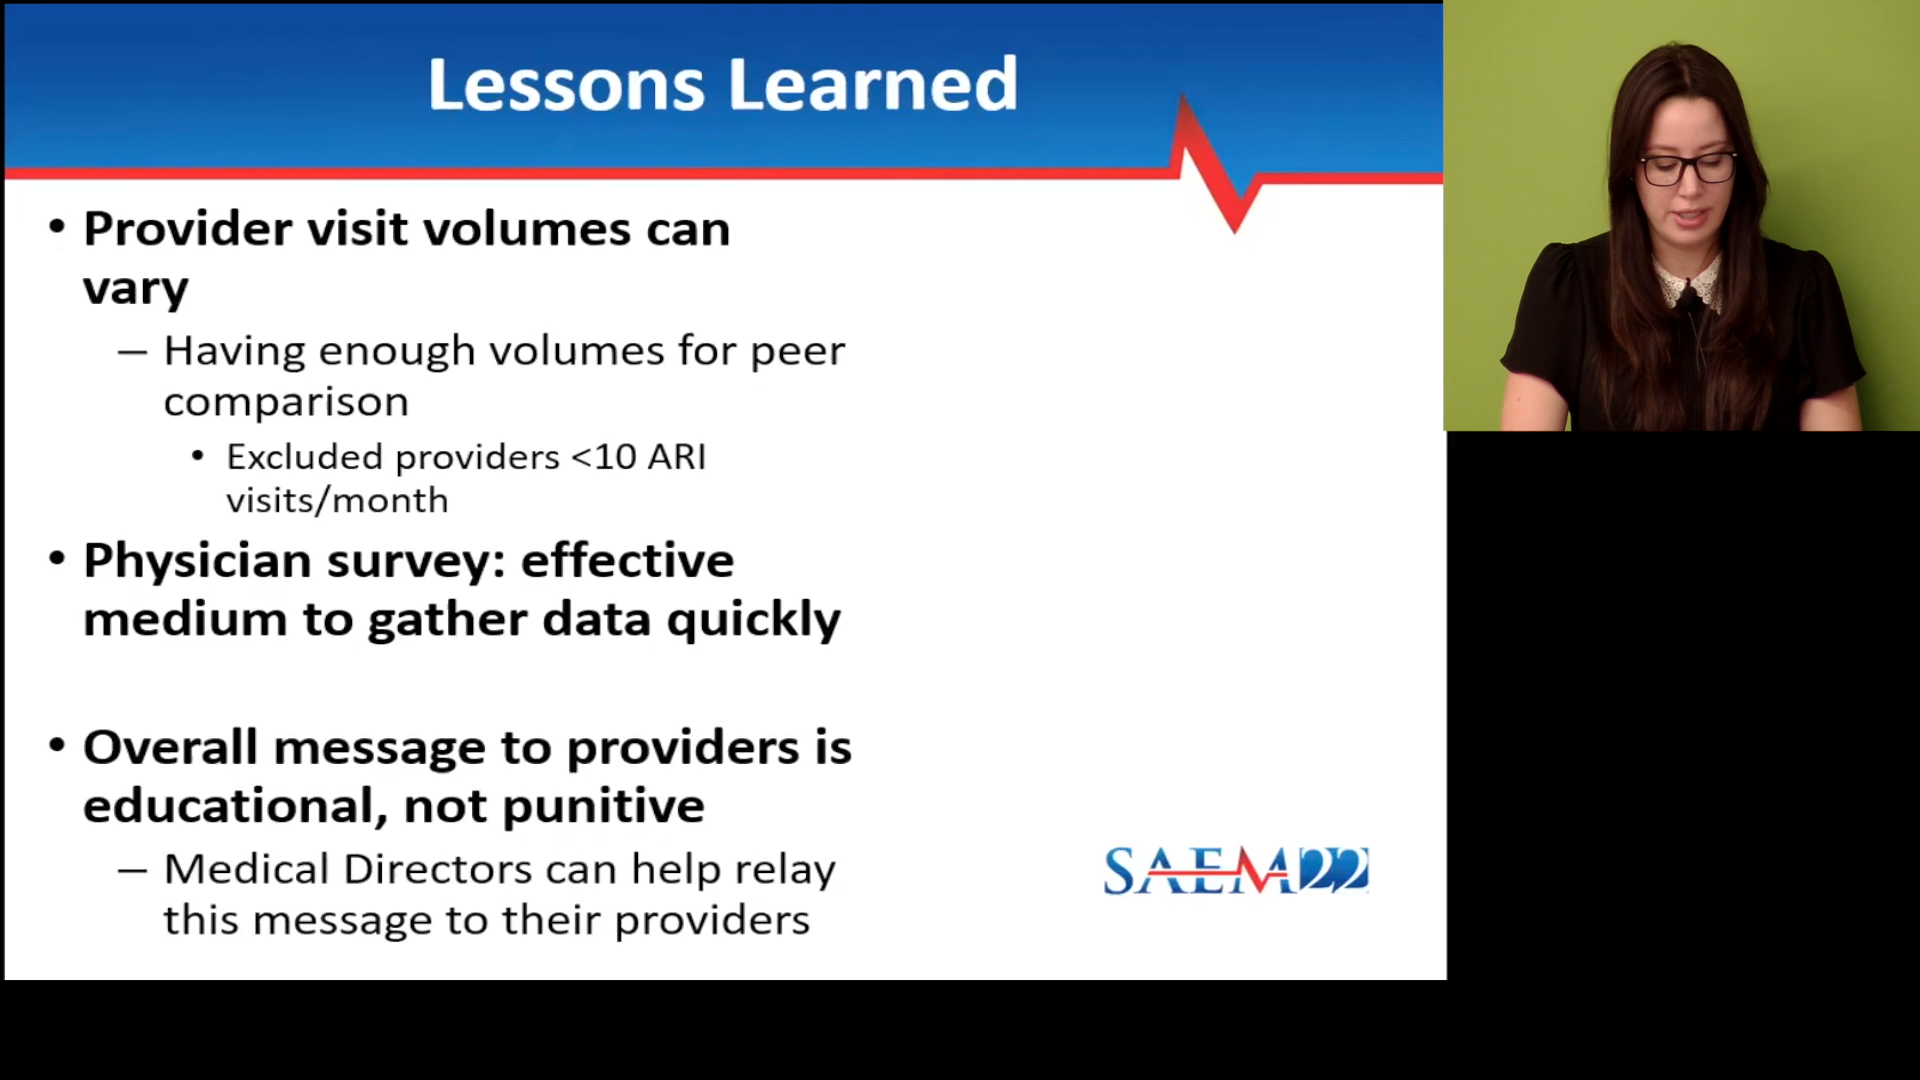 Lessons Learned
• Provider visit volumes can
vary
– Having enough volumes for peer
comparison
• Excluded providers <10 ARI
visits/month
• Physician survey: effective
medium to gather data quickly
• Overall message to providers is
educational, not punitive
– Medical Directors can help relay
this message to their providers
SAEM22